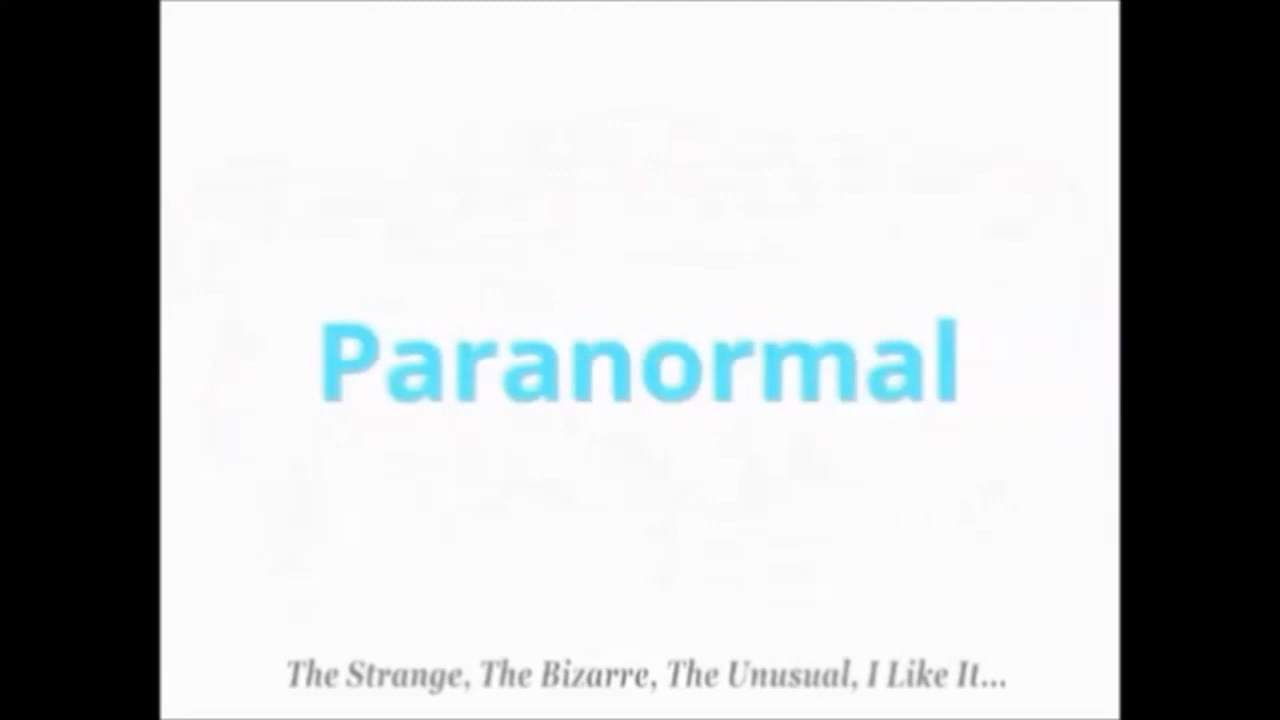 Paranormal
The Strange, The Bizarre, The Unusual, I Like It...